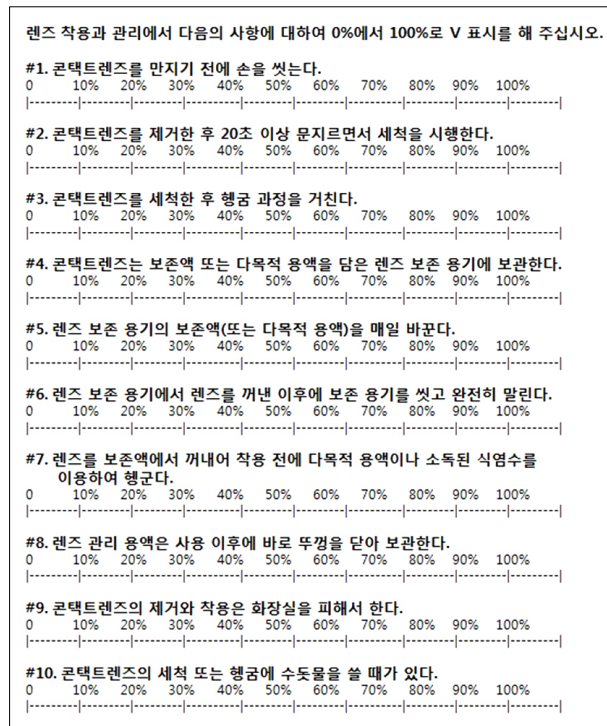 렌즈 착용과 관리에서 다음의 사항에 대하여 0%에서 100%로 V 표시를 해 주십시오.
#1. 콘택트렌즈를 만지기 전에 손을 씻는다.
0 10% 20% 30% 40% 50% 60% 70% 80% 90% 100%
|--------|--------|--------|--------|--------|--------|--------|--------|--------|--------|
#2. 콘택트렌즈를 제거한 후 20초 이상 문지르면서 세척을 시행한다.
0 10% 20% 30% 40% 50% 60% 70% 80% 90% 100%
|--------|--------|--------|--------|--------|--------|--------|--------|--------|--------|
#3. 콘택트렌즈를 세척한 후 헹굼 과정을 거친다.
0 10% 20% 30% 40% 50% 60% 70% 80% 90% 100%
|--------|--------|--------|--------|--------|--------|--------|--------|--------|--------|
#4. 콘택트렌즈는 보존액 또는 다목적 용액을 담은 렌즈 보존 용기에 보관한다.
0 10% 20% 30% 40% 50% 60% 70% 80% 90% 100%
|--------|--------|--------|--------|--------|--------|--------|--------|--------|--------|
#5. 렌즈 보존 용기의 보존액(또는 다목적 용액)을 매일 바꾼다.
0 10% 20% 30% 40% 50% 60% 70% 80% 90% 100%
|--------|--------|--------|--------|--------|--------|--------|--------|--------|--------|
#6. 렌즈 보존 용기에서 렌즈를 꺼낸 이후에 보존 용기를 씻고 완전히 말린다.
0 10% 20% 30% 40% 50% 60% 70% 80% 90% 100%
|--------|--------|--------|--------|--------|--------|--------|--------|--------|--------|
#7. 렌즈를 보존액에서 꺼내어 착용 전에 다목적 용액이나 소독된 식염수를
이용하여 헹군다.
0 10% 20% 30% 40% 50% 60% 70% 80% 90% 100%
|--------|--------|--------|--------|--------|--------|--------|--------|--------|--------|
#8. 렌즈 관리 용액은 사용 이후에 바로 뚜껑을 닫아 보관한다.
0 10% 20% 30% 40% 50% 60% 70% 80% 90% 100%
|--------|--------|--------|--------|--------|--------|--------|--------|--------|--------|
#9. 콘택트렌즈의 제거와 착용은 화장실을 피해서 한다.
0 10% 20% 30% 40% 50% 60% 70% 80% 90% 100%
|--------|--------|--------|--------|--------|--------|--------|--------|--------|--------|
#10. 콘택트렌즈의 세척 또는 헹굼에 수돗물을 쓸 때가 있다.
0 10% 20% 30% 40% 50% 60% 70% 80% 90% 100%
|--------|--------|--------|--------|--------|--------|--------|--------|--------|--------|